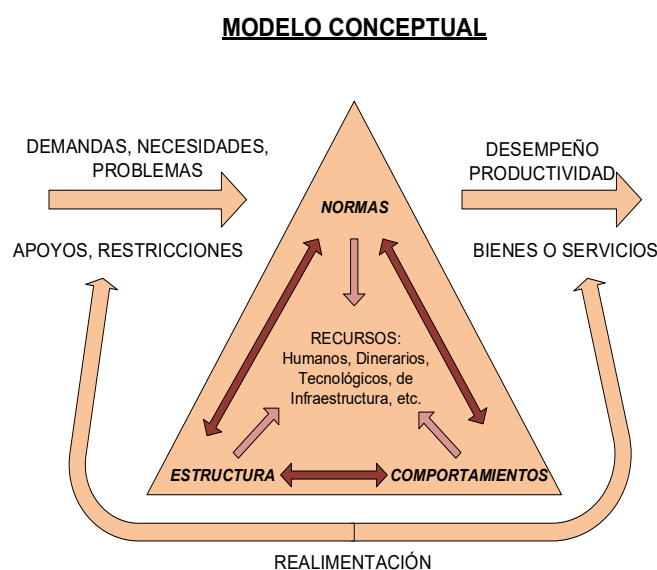 MODELO CONCEPTUAL
DEMANDAS, NECESIDADES,
PROBLEMAS
APOYOS, RESTRICCIONES
NORMAS
DESEMPEÑO
PRODUCTIVIDAD
BIENES O SERVICIOS
RECURSOS:
Humanos, Dinerarios,
Tecnológicos, de
Infraestructura, etc.
ESTRUCTURA
COMPORTAMIENTOS
REALIMENTACIÓN